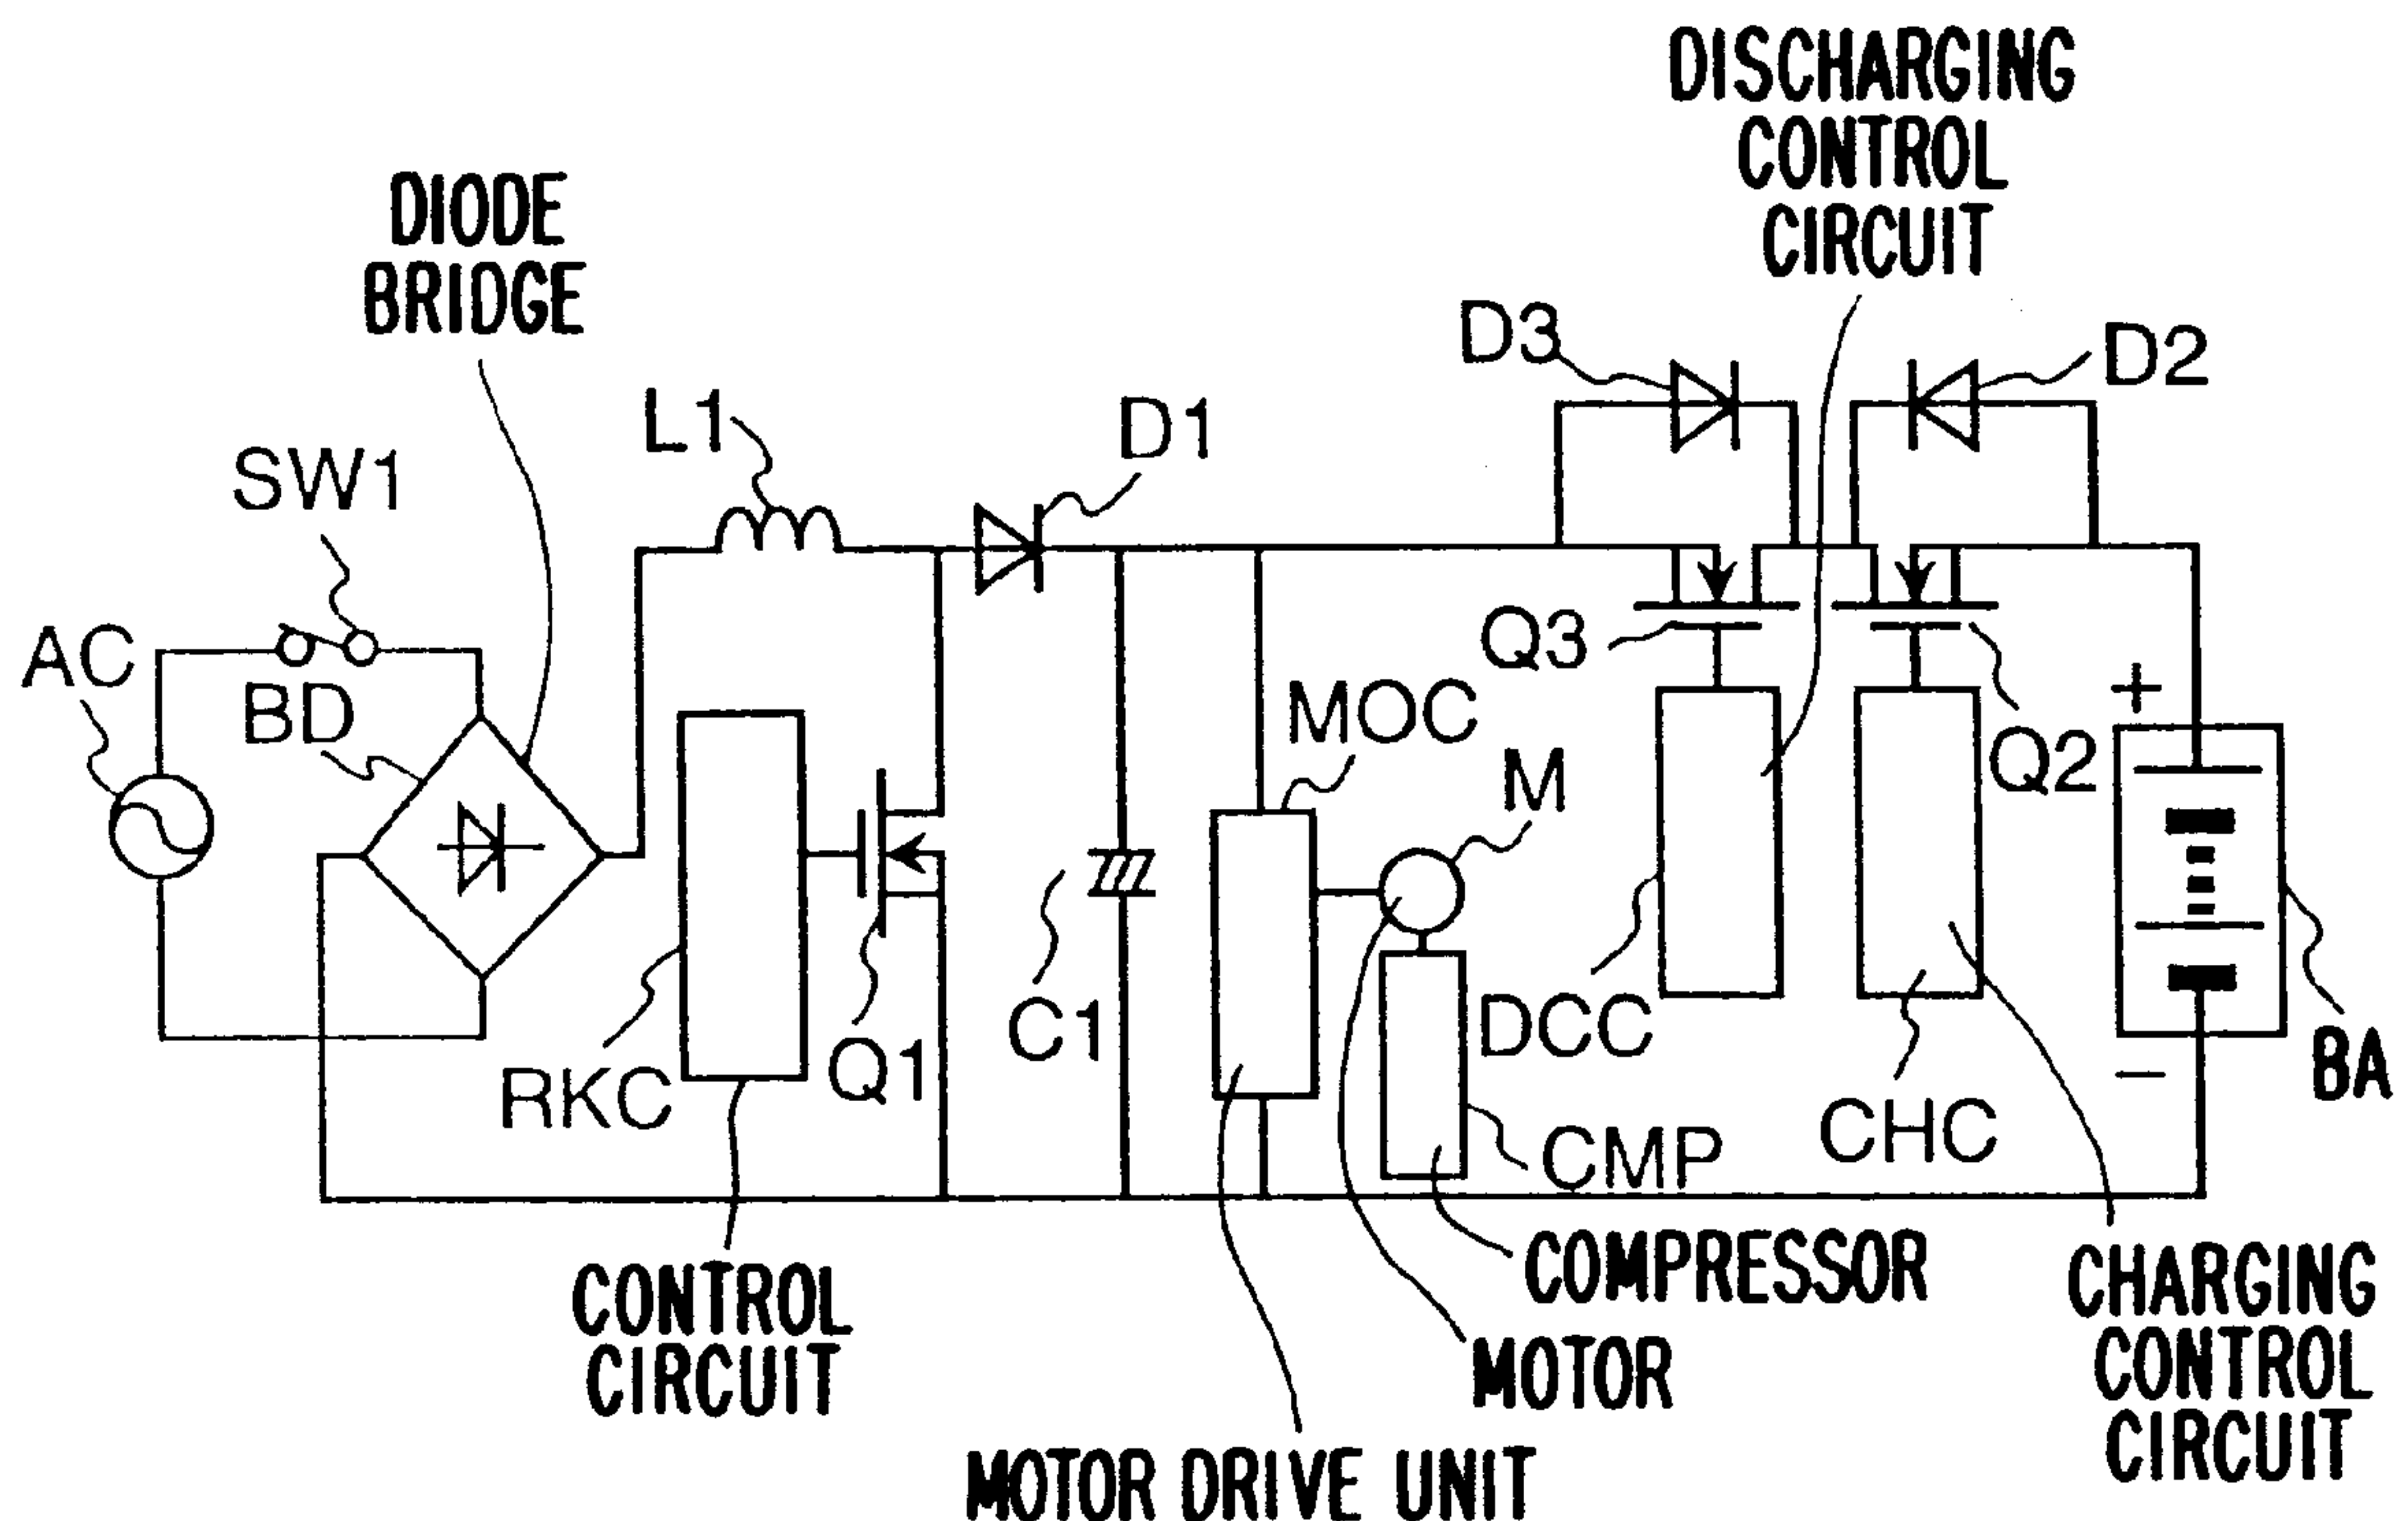 DISCHARGING
CONTROL
CIRCUIT
DIODE
BRIDGE
D3
D2
L1
D1
SW1
AC
BD
Q3
MOC
M
Q2
+
DCC
C1
Q1
RKC
CMP
CHC
−
BA
COMPRESSOR
CONTROL
CIRCUIT
MOTOR
CHARGING
CONTROL
CIRCUIT
MOTOR DRIVE UNIT